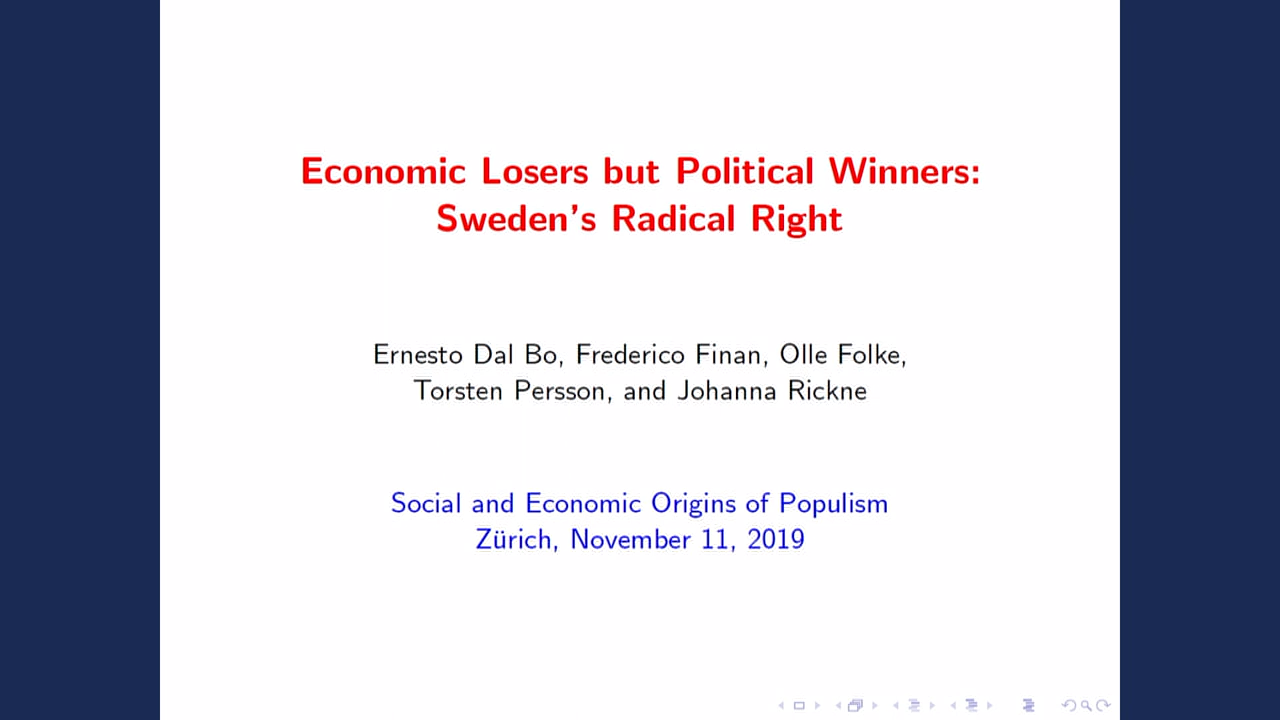 Economic Losers but Political Winners:
Sweden's Radical Right
Ernesto Dal Bo, Frederico Finan, Olle Folke,
Torsten Persson, and Johanna Rickne
Social and Economic Origins of Populism
Zürich, November 11, 2019